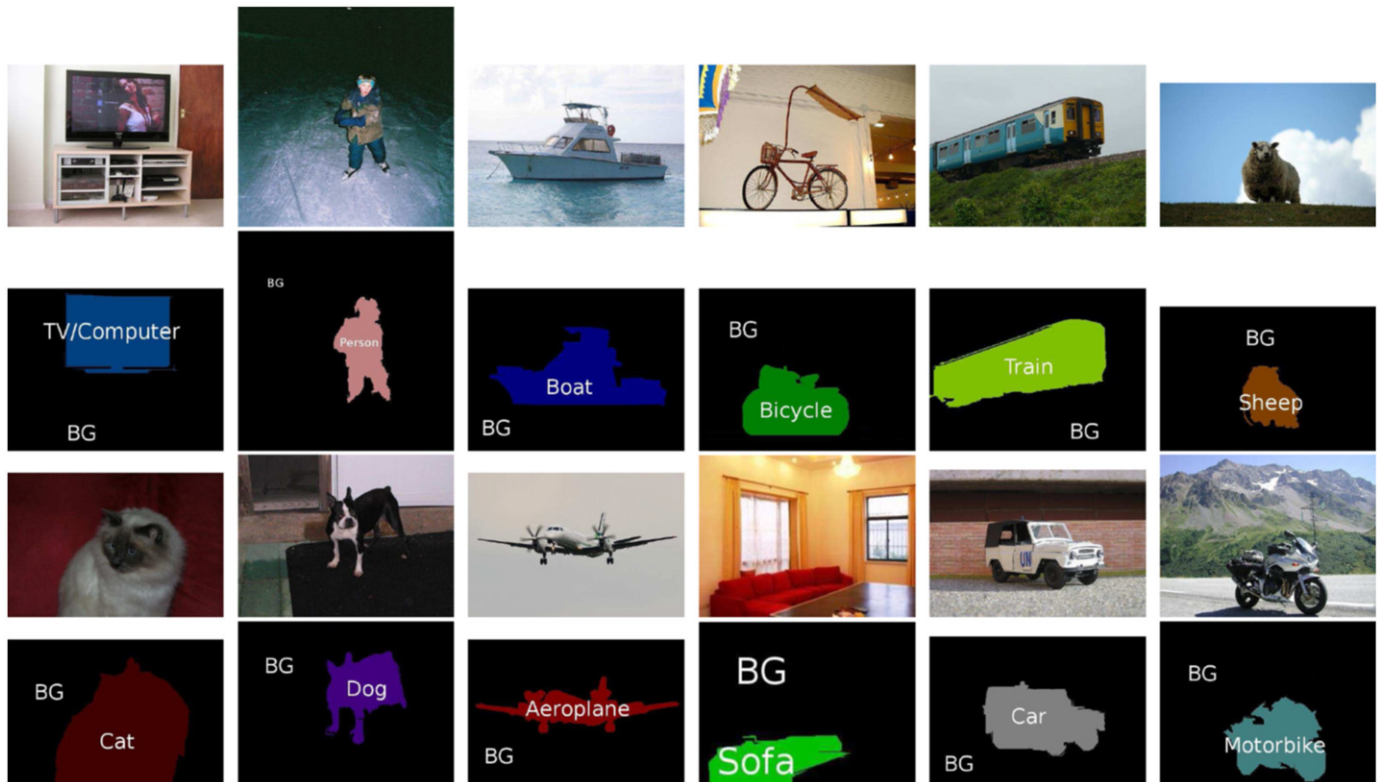 BG
TV/Computer
BG
Person
Boat
BG
BG
Bicycle
Train
BG
BG
Sheep
UN
BG
Cat
BG
Dog
Aeroplane
BG
BG
Sofa
Car
BG
BG
Motorbike